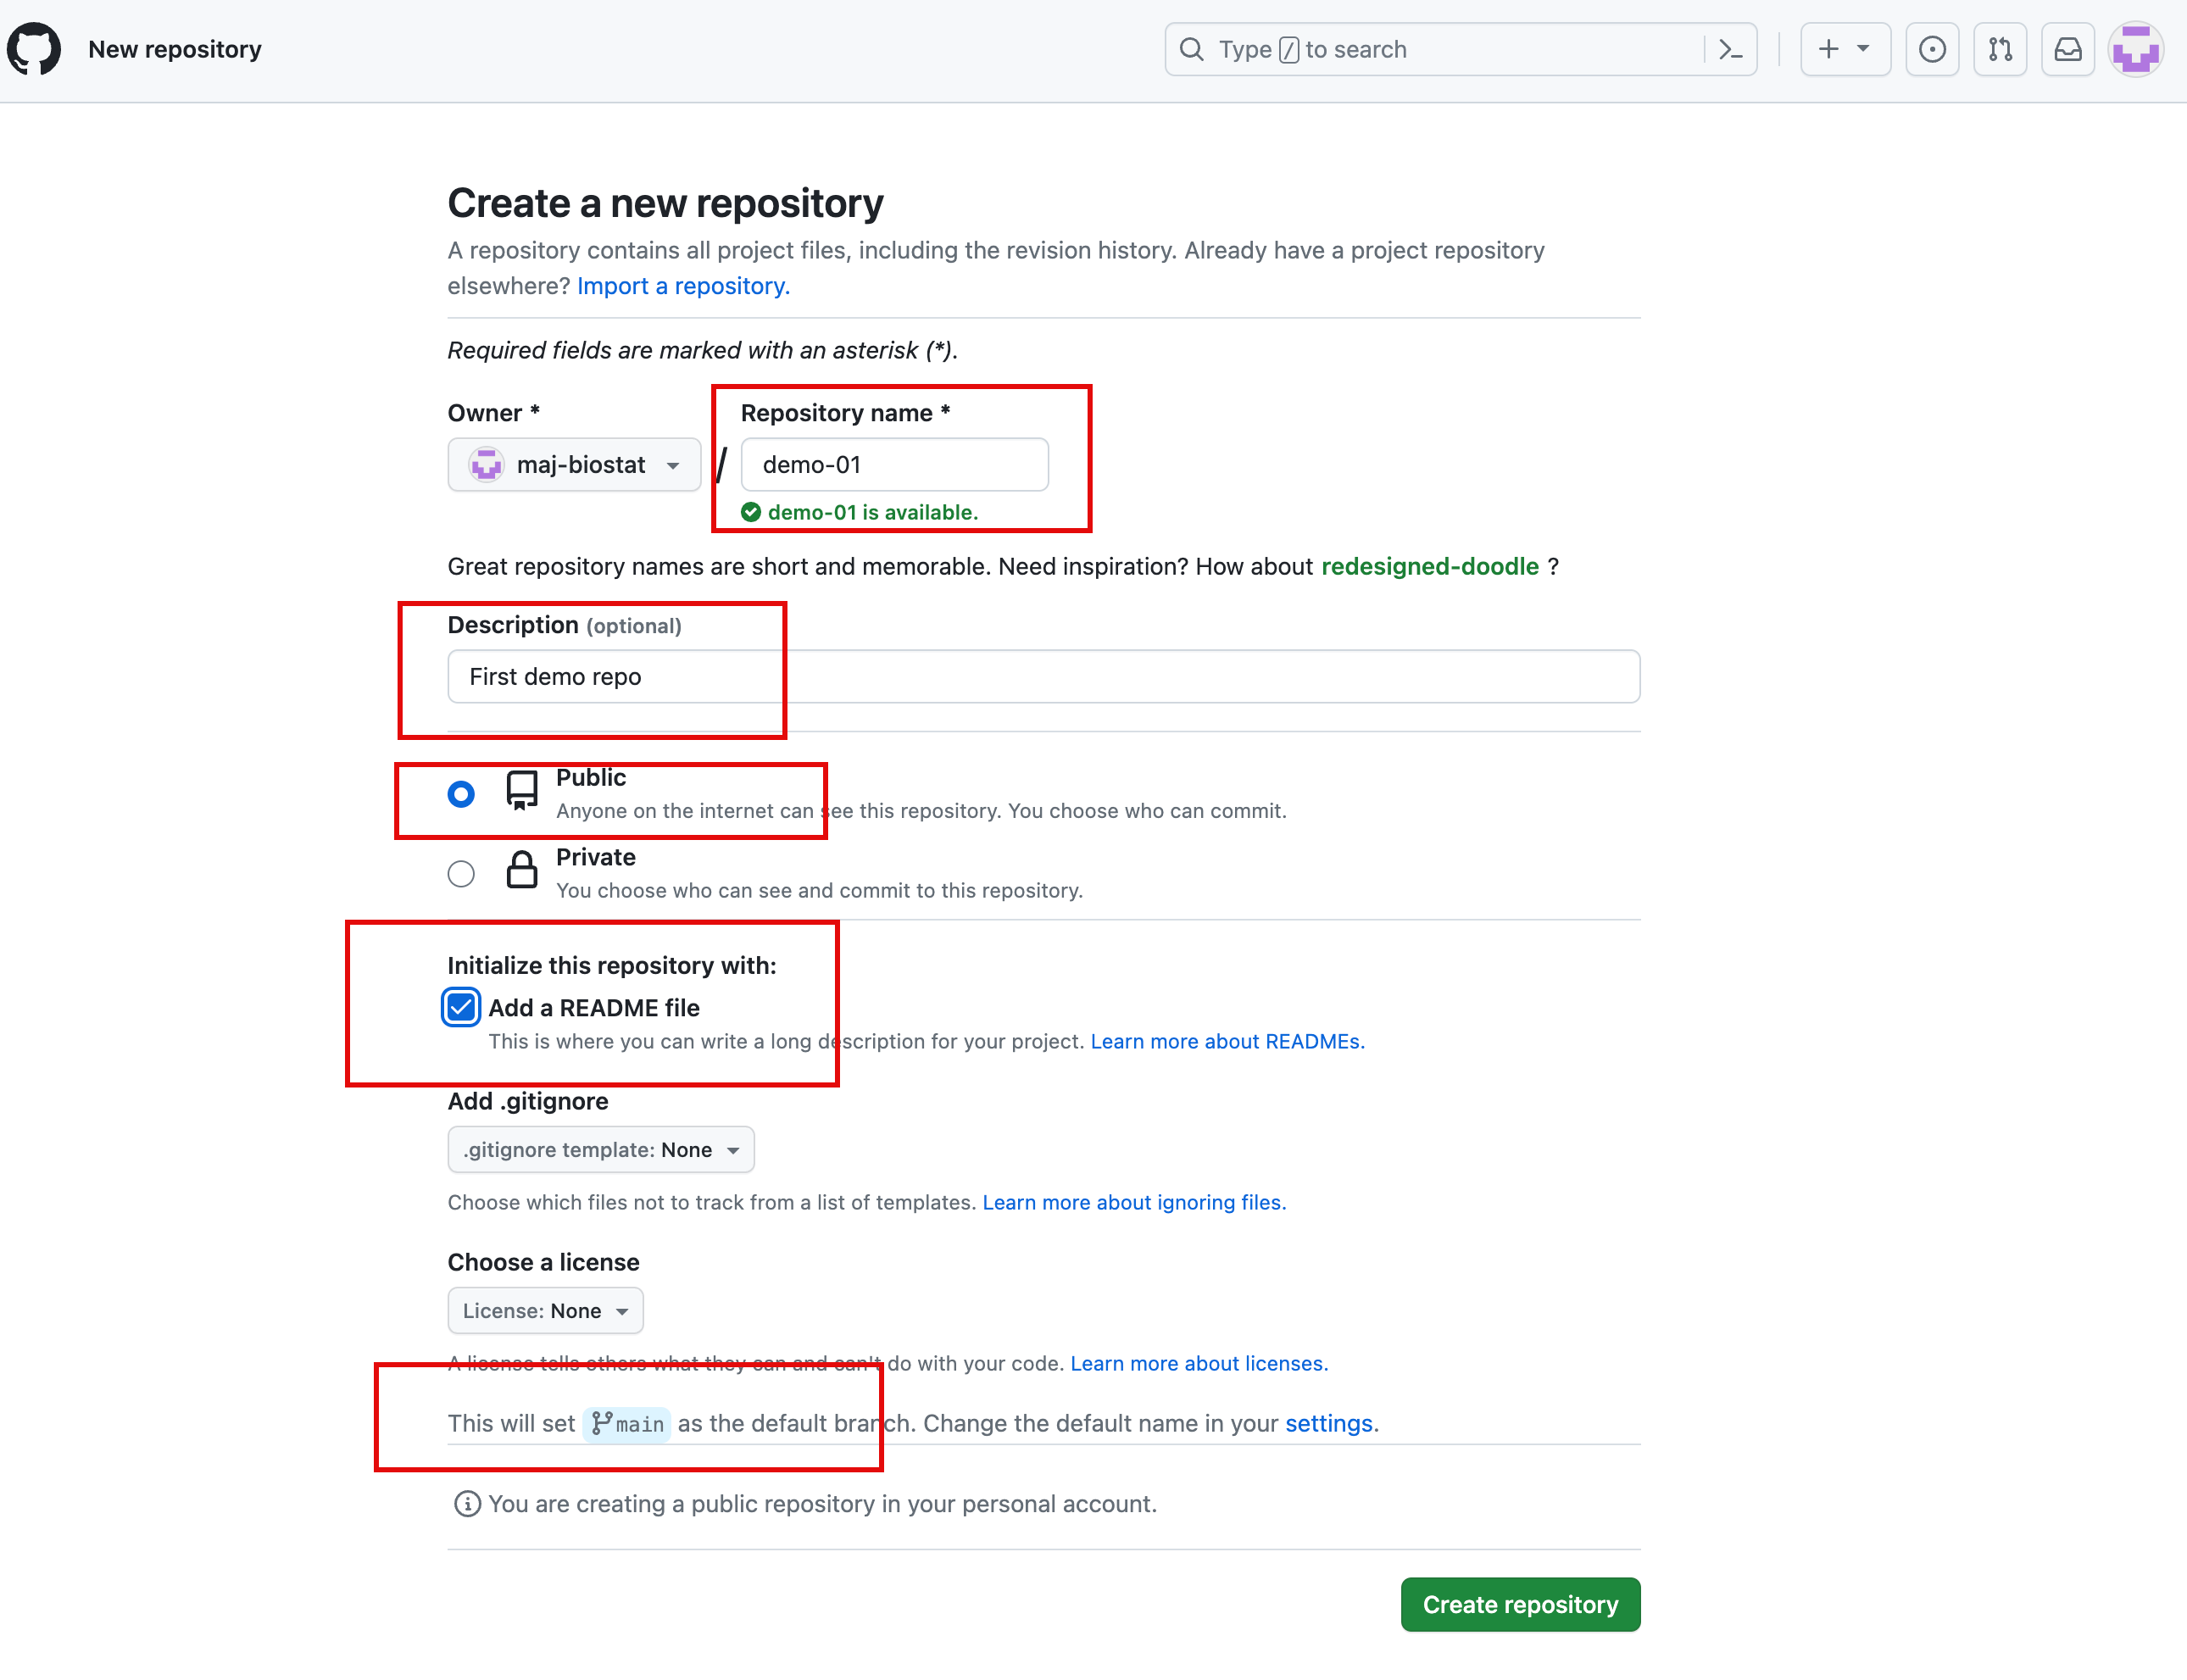 New repository
Type / to search
Create a new repository
A repository contains all project files, including the revision history. Already have a project repository
elsewhere? Import a repository.
Required fields are marked with an asterisk (*).
Owner *
Repository name *
maj-biostat
/
demo-01
demo-01 is available.
Great repository names are short and memorable. Need inspiration? How about redesigned-doodle ?
Description (optional)
First demo repo
Public
Anyone on the internet can see this repository. You choose who can commit.
Private
You choose who can see and commit to this repository.
Initialize this repository with:
Add a README file
This is where you can write a long description for your project. Learn more about READMEs.
Add .gitignore
.gitignore template: None
Choose which files not to track from a list of templates. Learn more about ignoring files.
Choose a license
License: None
A license tells others what they can and can't do with your code. Learn more about licenses.
This will set main as the default branch. Change the default name in your settings.
You are creating a public repository in your personal account.
Create repository